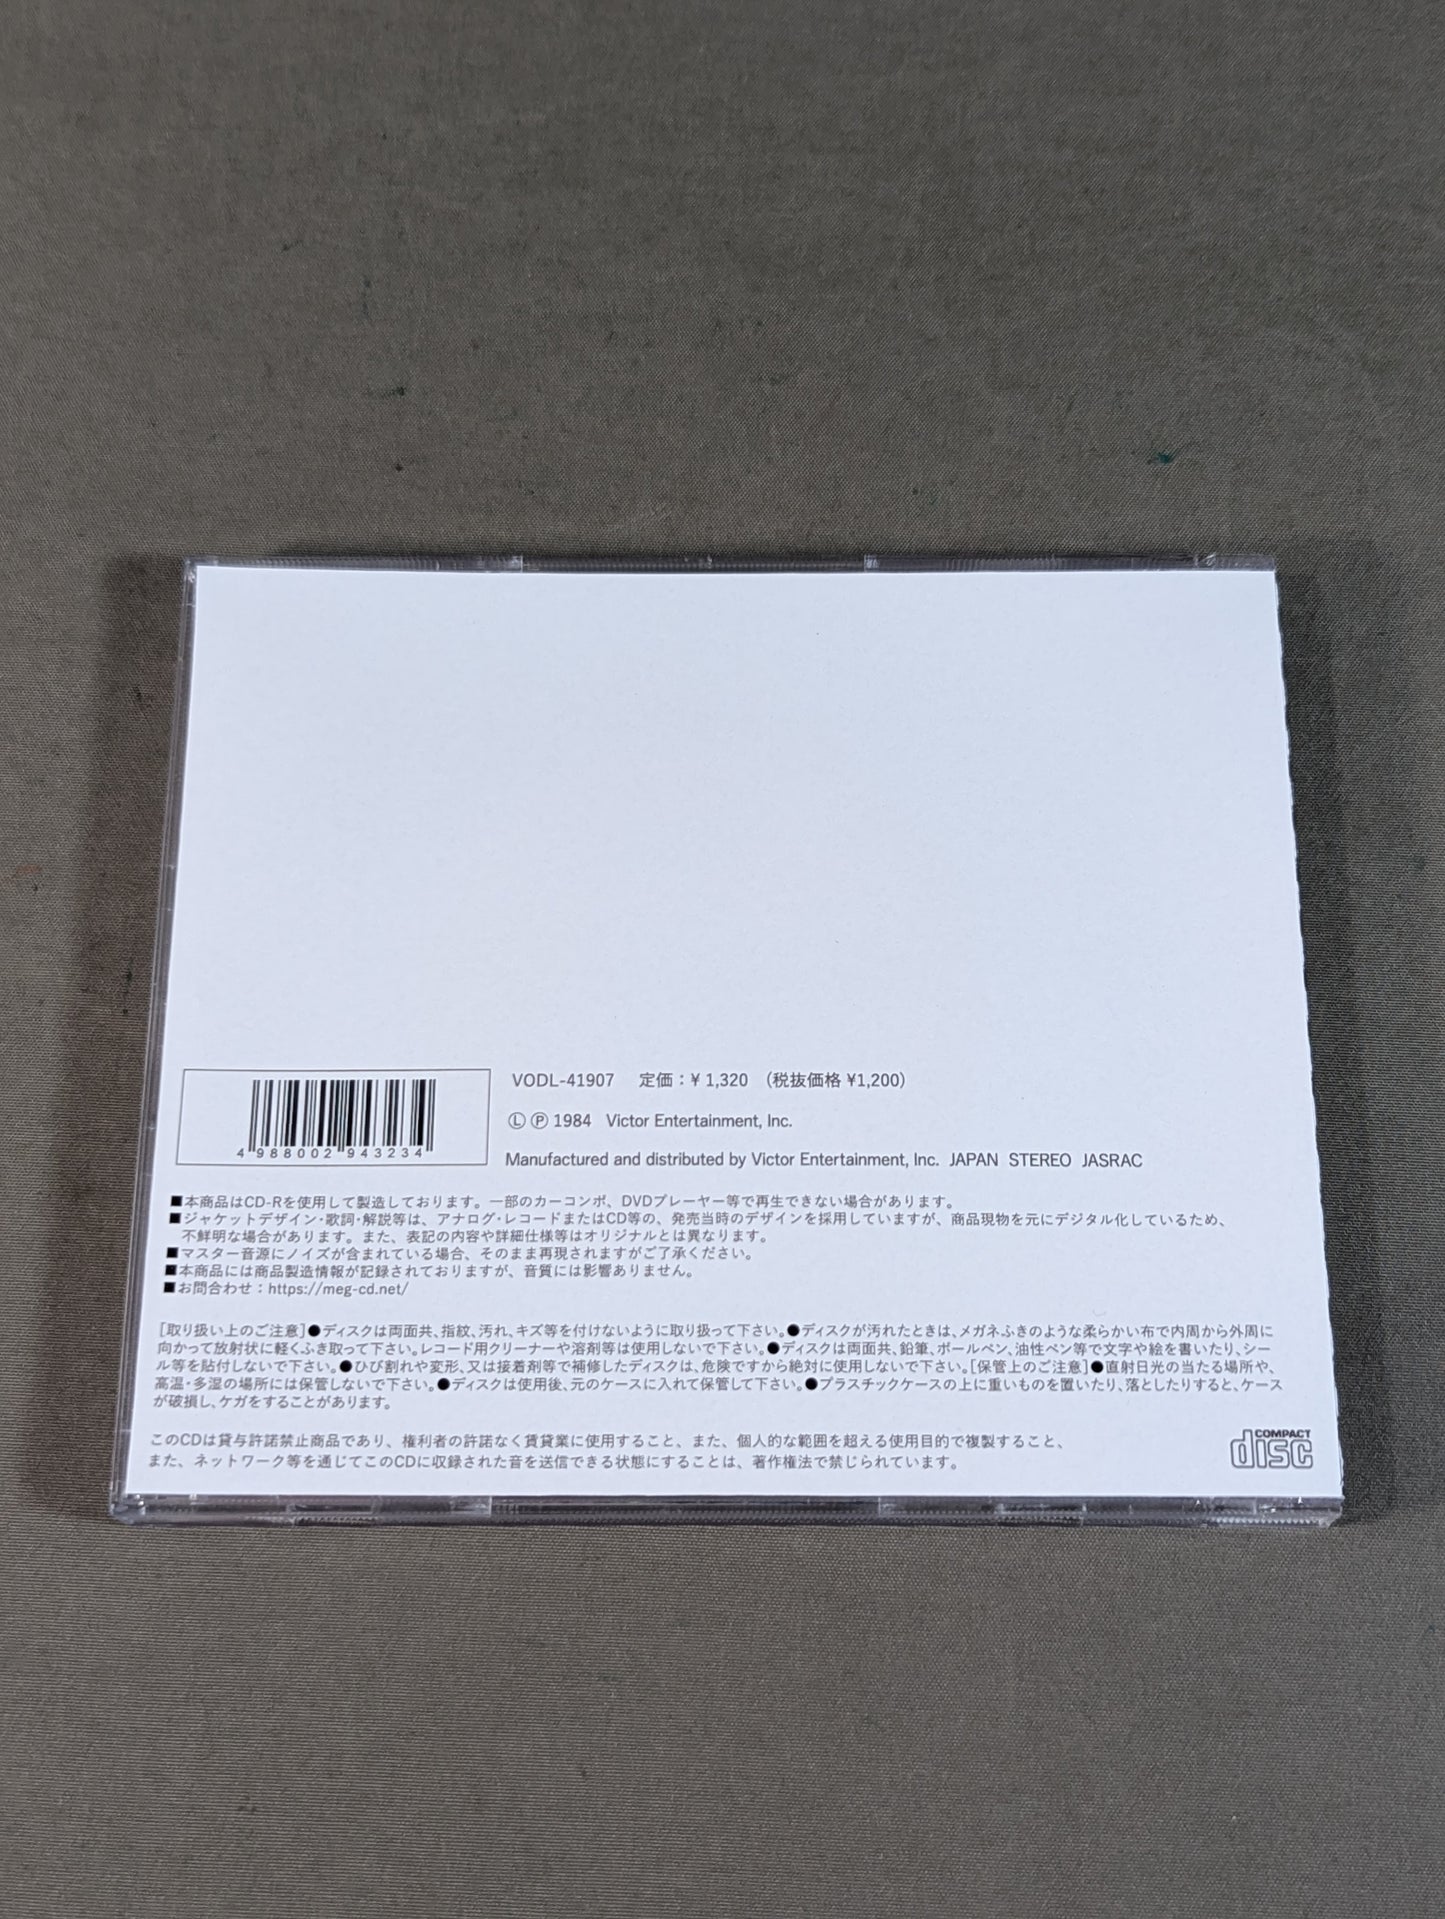 VODL-41907 定価：¥ 1,320 (税抜価格 ¥1,200)
Ⓛ Ⓟ 1984 Victor Entertainment, Inc.
Manufactured and distributed by Victor Entertainment, Inc. JAPAN STEREO JASRAC
4 988002 943234
■本商品はCD-Rを使用して製造しております。一部のカーコンポ、DVDプレーヤー等で再生できない場合があります。
■ジャケットデザイン・歌詞・解説等は、アナログ・レコードまたはCD等の、発売当時のデザインを採用していますが、商品現物を元にデジタル化しているため、
不鮮明な場合があります。また、表記の内容や詳細仕様等はオリジナルとは異なります。
■マスター音源にノイズが含まれている場合、そのまま再現されますがご了承ください。
■本商品には商品製造情報が記録されておりますが、音質には影響ありません。
■お問合わせ：https://meg-cd.net/
[取り扱い上のご注意]●ディスクは両面共、指紋、汚れ、キズ等を付けないように取り扱って下さい。●ディスクが汚れたときは、メガネふきのような柔らかい布で内周から外周に
向かって放射状に軽くふき取って下さい。レコード用クリーナーや溶剤等は使用しないで下さい。●ディスクは両面共、鉛筆、ボールペン、油性ペン等で文字や絵を書いたり、シー
ル等を貼付しないで下さい。●ひび割れや変形、又は接着剤等で補修したディスクは、危険ですから絶対に使用しないで下さい。[保管上のご注意]●直射日光の当たる場所や、
高温・多湿の場所には保管しないで下さい。●ディスクは使用後、元のケースに入れて保管して下さい。●プラスチックケースの上に重いものを置いたり、落としたりすると、ケース
が破損し、ケガをすることがあります。
このCDは貸与許諾禁止商品であり、権利者の許諾なく賃貸業に使用すること、また、個人的な範囲を超える使用目的で複製すること、
また、ネットワーク等を通じてこのCDに収録された音を送信できる状態にすることは、著作権法で禁じられています。
COMPACT
disc